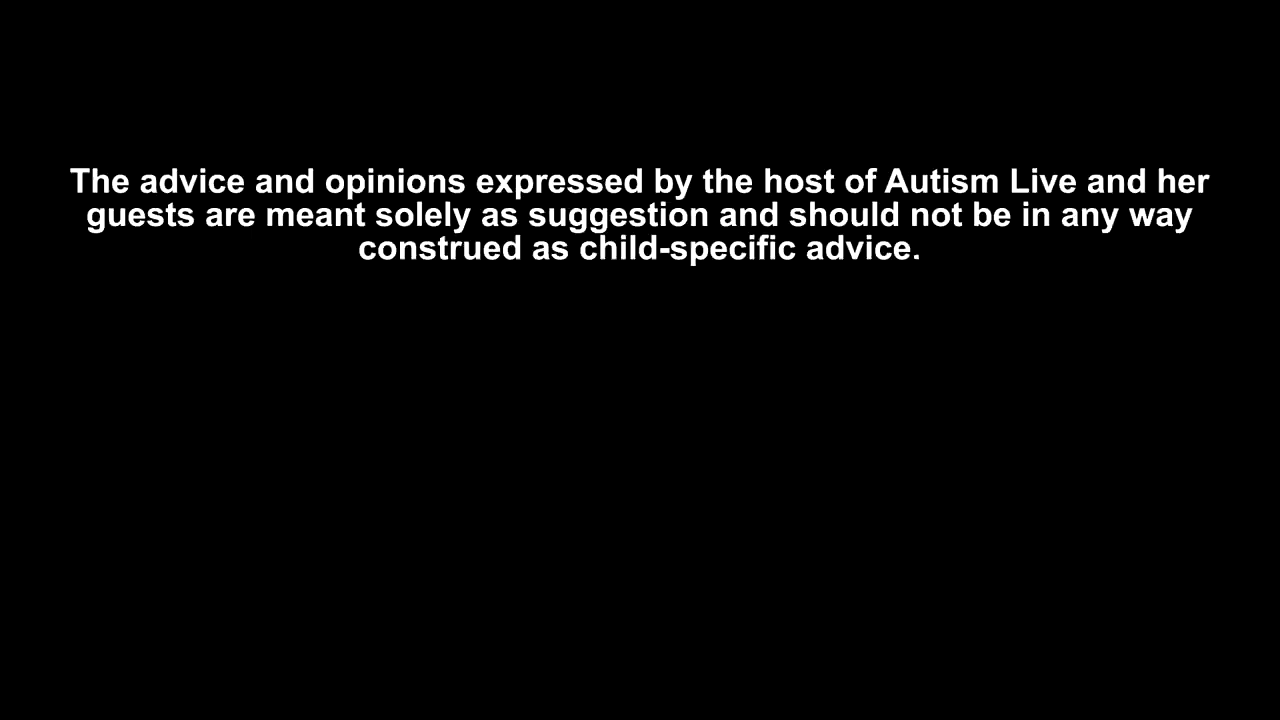 The advice and opinions expressed by the host of Autism Live and her
guests are meant solely as suggestion and should not be in any way
construed as child-specific advice.